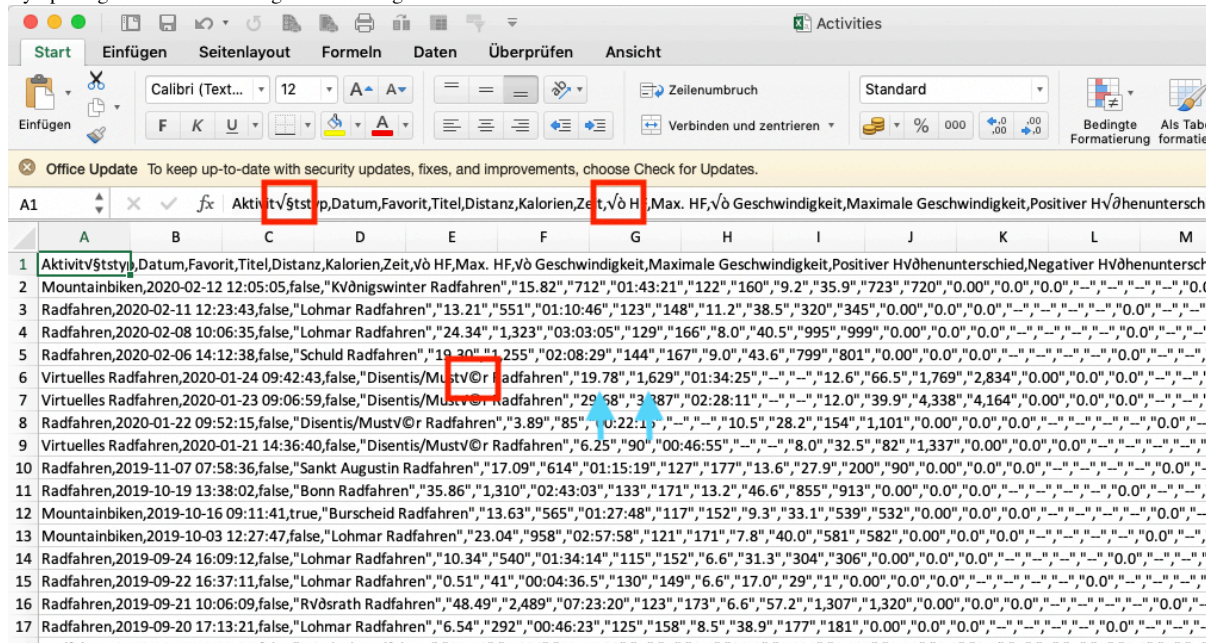 Activities
Start Einfügen Seitenlayout Formeln Daten Überprüfen Ansicht
Calibri (Text... 12 A A Zeilenumbruch Standard
Einfügen F K U A Verbinden und zentrieren % 000 Bedingte Formatierung Als Tab formatie
Office Update To keep up-to-date with security updates, fixes, and improvements, choose Check for Updates.
A1 fx Aktivit√§tstyp,Datum,Favorit,Titel,Distanz,Kalorien,Zeit,√ò HF,Max. HF,√ò Geschwindigkeit,Maximale Geschwindigkeit,Positiver H√∂henuntersch
A B C D E F G H I J K L M
1 Aktivit√§tstyp,Datum,Favorit,Titel,Distanz,Kalorien,Zeit,√ò HF,Max. HF,√ò Geschwindigkeit,Maximale Geschwindigkeit,Positiver H√∂henunterschied,Negativer H√∂henuntersch
2 Mountainbiken,2020-02-12 12:05:05,false,"K√∂nigswinter Radfahren","15.82","712","01:43:21","122","160","9.2","35.9","723","720","0.00","0.0","0.0","--","--","--","0.0
3 Radfahren,2020-02-11 12:23:43,false,"Lohmar Radfahren","13.21","551","01:10:46","123","148","11.2","38.5","320","345","0.00","0.0","0.0","--","--","--","0.0","--",
4 Radfahren,2020-02-08 10:06:35,false,"Lohmar Radfahren","24.34","1,323","03:03:05","129","166","8.0","40.5","995","999","0.00","0.0","0.0","--","--","--","0.0","--",
5 Radfahren,2020-02-06 14:12:38,false,"Schuld Radfahren","19.30","1,255","02:08:29","144","167","9.0","43.6","799","801","0.00","0.0","0.0","--","--","--","0.0","--",
6 Virtuelles Radfahren,2020-01-24 09:42:43,false,"Disentis/Must√©r Radfahren","19.78","1,629","01:34:25","--","--","12.6","66.5","1,769","2,834","0.00","0.0","0.0","--",
7 Virtuelles Radfahren,2020-01-23 09:06:59,false,"Disentis/Must√©r Radfahren","29.68","3,387","02:28:11","--","--","12.0","39.9","4,338","4,164","0.00","0.0","0.0","--",
8 Radfahren,2020-01-22 09:52:15,false,"Disentis/Must√©r Radfahren","3.89","85","--","--","10.5","28.2","154","1,101","0.00","0.0","0.0","--","--","--","0.0","--",
9 Virtuelles Radfahren,2020-01-21 14:36:40,false,"Disentis/Must√©r Radfahren","6.25","90","00:46:55","--","--","8.0","32.5","82","1,337","0.00","0.0","0.0","--","--",
10 Radfahren,2019-11-07 07:58:36,false,"Sankt Augustin Radfahren","17.09","614","01:15:19","127","177","13.6","27.9","200","90","0.00","0.0","0.0","--","--","--","0.0",
11 Radfahren,2019-10-19 13:38:02,false,"Bonn Radfahren","35.86","1,310","02:43:03","133","171","13.2","46.6","855","913","0.00","0.0","0.0","--","--","--","0.0","--",
12 Mountainbiken,2019-10-16 09:11:41,true,"Burscheid Radfahren","13.63","565","01:27:48","117","152","9.3","33.1","539","532","0.00","0.0","0.0","--","--","--","0.0","--
13 Mountainbiken,2019-10-03 12:27:47,false,"Lohmar Radfahren","23.04","958","02:57:58","121","171","7.8","40.0","581","582","0.00","0.0","0.0","--","--","--","0.0","--
14 Radfahren,2019-09-24 16:09:12,false,"Lohmar Radfahren","10.34","540","01:34:14","115","152","6.6","31.3","304","306","0.00","0.0","0.0","--","--","--","0.0","--",
15 Radfahren,2019-09-22 16:37:11,false,"Lohmar Radfahren","0.51","41","00:04:36.5","130","149","6.6","17.0","29","1","0.00","0.0","0.0","--","--","--","0.0","--",
16 Radfahren,2019-09-21 10:06:09,false,"R√∂srath Radfahren","48.49","2,489","07:23:20","123","173","6.6","57.2","1,307","1,320","0.00","0.0","0.0","--","--","--","0.0",
17 Radfahren,2019-09-20 17:13:21,false,"Lohmar Radfahren","6.54","292","00:46:23","125","158","8.5","38.9","177","181","0.00","0.0","0.0","--","--","--","0.0","--",